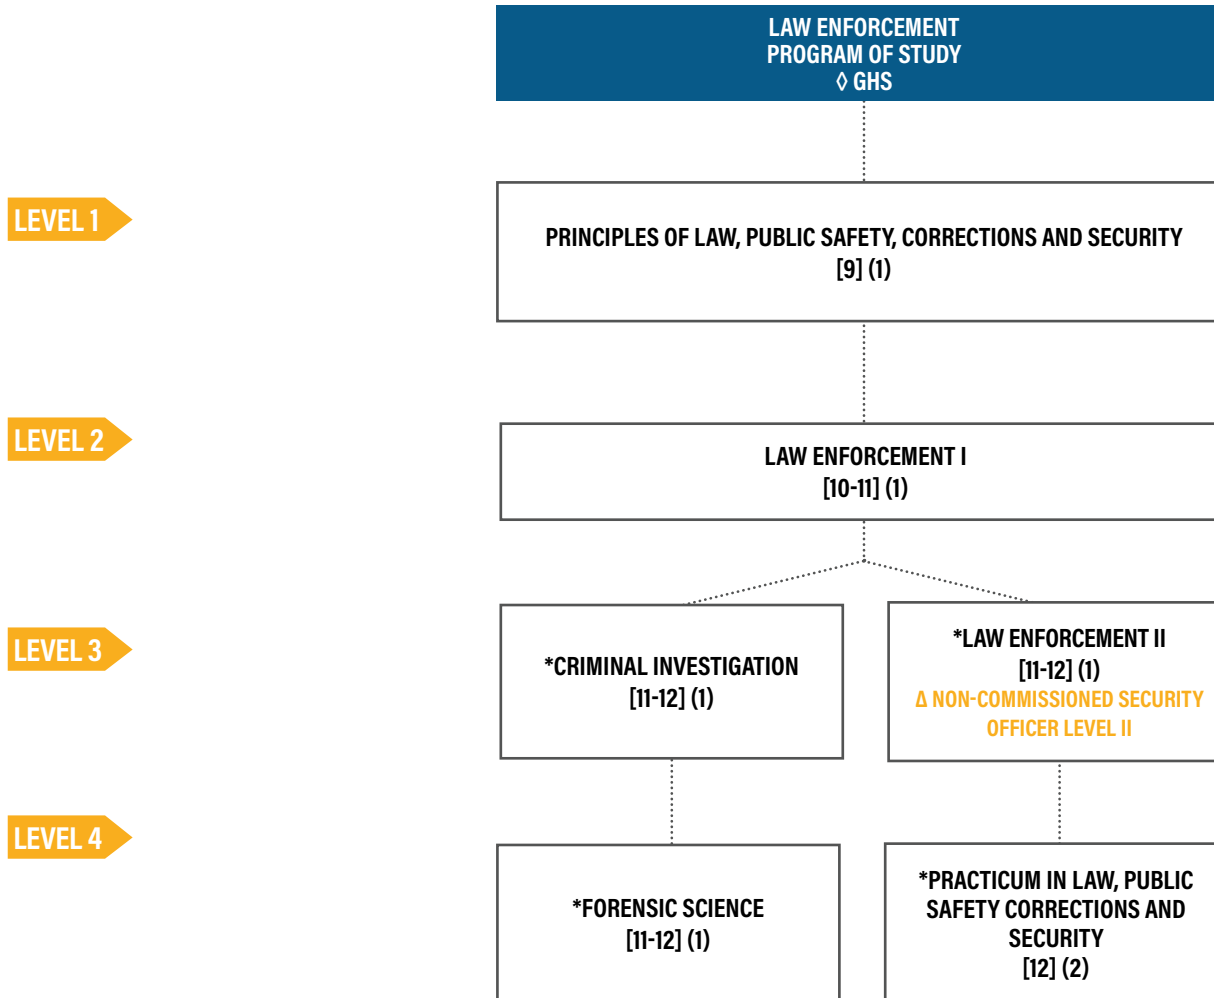 LAW ENFORCEMENT
PROGRAM OF STUDY
◊ GHS
LEVEL 1
PRINCIPLES OF LAW, PUBLIC SAFETY, CORRECTIONS AND SECURITY
[9] (1)
LEVEL 2
LAW ENFORCEMENT I
[10-11] (1)
LEVEL 3
*CRIMINAL INVESTIGATION
[11-12] (1)
*LAW ENFORCEMENT II
[11-12] (1)
Δ NON-COMMISSIONED SECURITY
OFFICER LEVEL II
LEVEL 4
*FORENSIC SCIENCE
[11-12] (1)
*PRACTICUM IN LAW, PUBLIC
SAFETY CORRECTIONS AND
SECURITY
[12] (2)